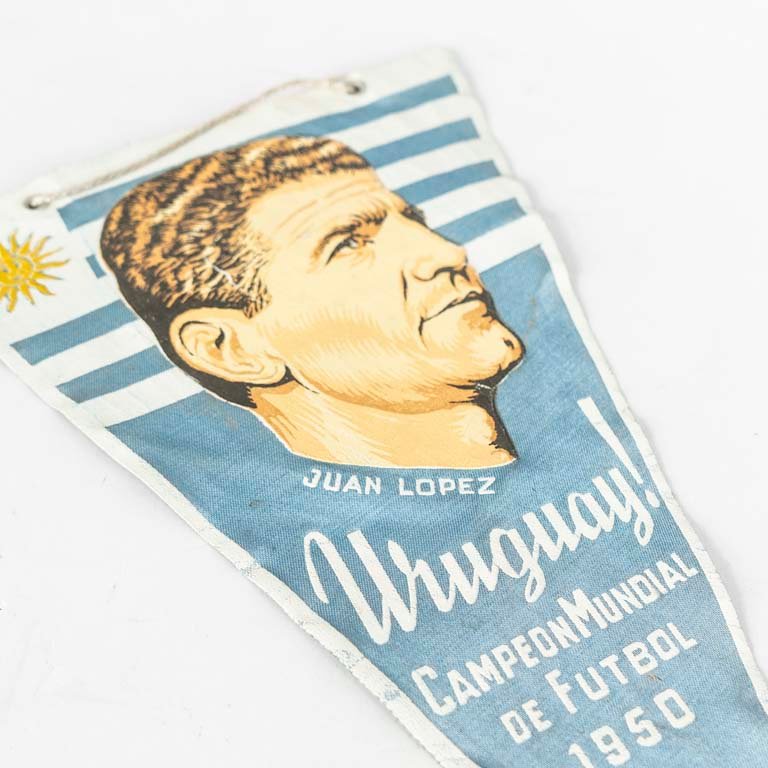 JUAN LOPEZ
Uruguay!
CAMPEON MUNDIAL
DE FUTBOL
1950